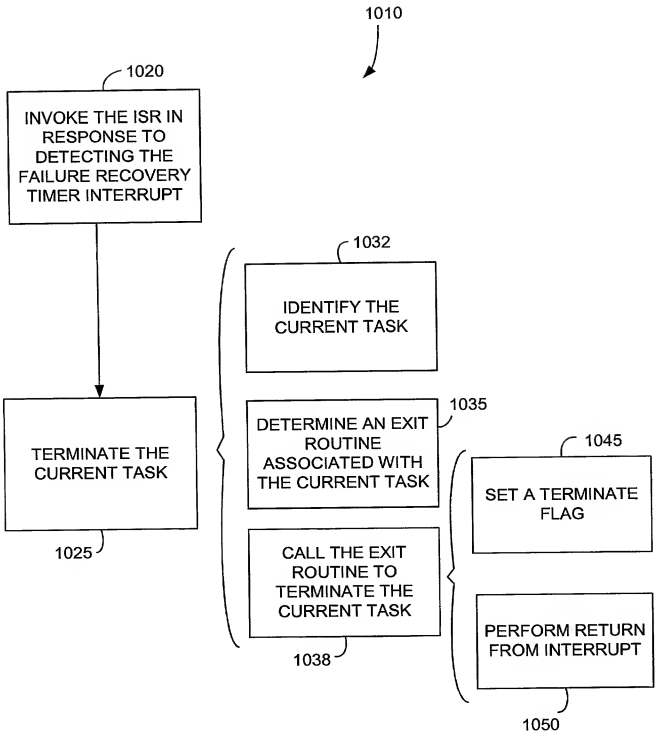 1010
1020
INVOKE THE ISR IN
RESPONSE TO
DETECTING THE
FAILURE RECOVERY
TIMER INTERRUPT
1032
IDENTIFY THE
CURRENT TASK
1035
DETERMINE AN EXIT
ROUTINE
ASSOCIATED WITH
THE CURRENT TASK
TERMINATE THE
CURRENT TASK
1025
1045
SET A TERMINATE
FLAG
CALL THE EXIT
ROUTINE TO
TERMINATE THE
CURRENT TASK
1038
PERFORM RETURN
FROM INTERRUPT
1050